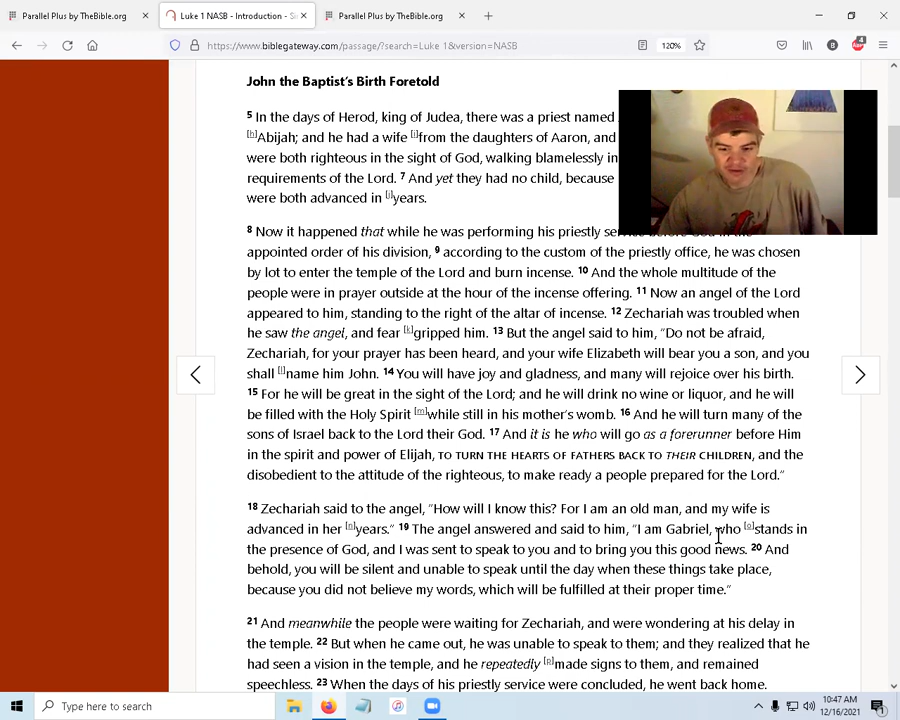 Parallel Plus by TheBible.org
Luke 1 NASB - Introduction - Si
Parallel Plus by TheBible.org
https://www.biblegateway.com/passage/?search=Luke 1&version=NASB
120%
B
4
John the Baptist's Birth Foretold
5 In the days of Herod, king of Judea, there was a priest named
[h]Abijah; and he had a wife [i]from the daughters of Aaron, and
were both righteous in the sight of God, walking blamelessly in
requirements of the Lord. 7 And yet they had no child, because
were both advanced in [j]years.
8 Now it happened that while he was performing his priestly service before God in the
appointed order of his division, 9 according to the custom of the priestly office, he was chosen
by lot to enter the temple of the Lord and burn incense. 10 And the whole multitude of the
people were in prayer outside at the hour of the incense offering. 11 Now an angel of the Lord
appeared to him, standing to the right of the altar of incense. 12 Zechariah was troubled when
he saw the angel, and fear [k]gripped him. 13 But the angel said to him, “Do not be afraid,
Zechariah, for your prayer has been heard, and your wife Elizabeth will bear you a son, and you
shall [l]name him John. 14 You will have joy and gladness, and many will rejoice over his birth.
15 For he will be great in the sight of the Lord; and he will drink no wine or liquor, and he will
be filled with the Holy Spirit [m]while still in his mother's womb. 16 And he will turn many of the
sons of Israel back to the Lord their God. 17 And it is he who will go as a forerunner before Him
in the spirit and power of Elijah, TO TURN THE HEARTS OF FATHERS BACK TO THEIR CHILDREN, and the
disobedient to the attitude of the righteous, to make ready a people prepared for the Lord.”
18 Zechariah said to the angel, “How will I know this? For I am an old man, and my wife is
advanced in her [n]years.” 19 The angel answered and said to him, “I am Gabriel, who [o]stands in
the presence of God, and I was sent to speak to you and to bring you this good news. 20 And
behold, you will be silent and unable to speak until the day when these things take place,
because you did not believe my words, which will be fulfilled at their proper time.”
21 And meanwhile the people were waiting for Zechariah, and were wondering at his delay in
the temple. 22 But when he came out, he was unable to speak to them; and they realized that he
had seen a vision in the temple, and he repeatedly [p]made signs to them, and remained
speechless. 23 When the days of his priestly service were concluded, he went back home.
Type here to search
10:47 AM
12/16/2021
1